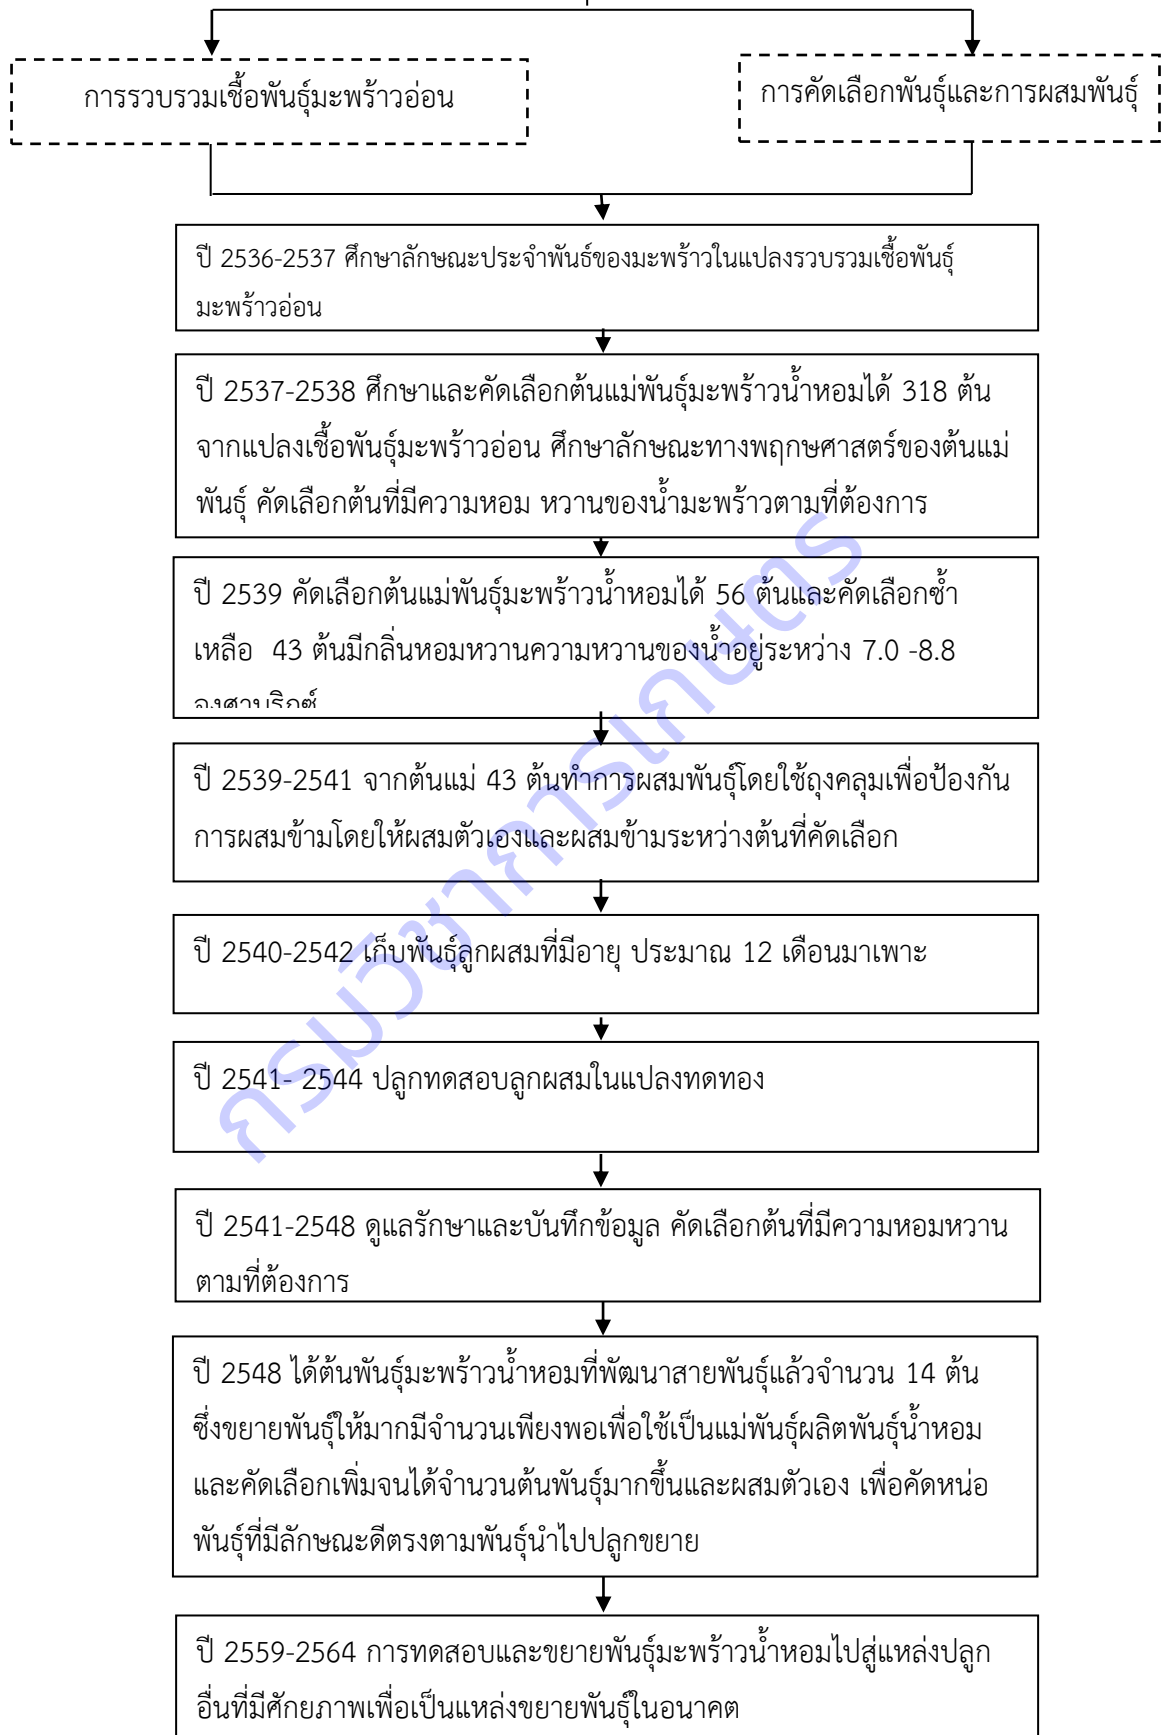 การรวบรวมเชื้อพันธุ์มะพร้าวอ่อน
การคัดเลือกพันธุ์และการผสมพันธุ์
ปี 2536-2537 ศึกษาลักษณะประจำพันธ์ของมะพร้าวในแปลงรวบรวมเชื้อพันธุ์
มะพร้าวอ่อน
ปี 2537-2538 ศึกษาและคัดเลือกต้นแม่พันธุ์มะพร้าวน้ำหอมได้ 318 ต้น
จากแปลงเชื้อพันธุ์มะพร้าวอ่อน ศึกษาลักษณะทางพฤกษศาสตร์ของต้นแม่
พันธุ์ คัดเลือกต้นที่มีความหอม หวานของน้ำมะพร้าวตามที่ต้องการ
ปี 2539 คัดเลือกต้นแม่พันธุ์มะพร้าวน้ำหอมได้ 56 ต้นและคัดเลือกซ้ำ
เหลือ 43 ต้นมีกลิ่นหอมหวานความหวานของน้ำอยู่ระหว่าง 7.0 -8.8
องศาบริกซ์
ปี 2539-2541 จากต้นแม่ 43 ต้นทำการผสมพันธุ์โดยใช้ถุงคลุมเพื่อป้องกัน
การผสมข้ามโดยให้ผสมตัวเองและผสมข้ามระหว่างต้นที่คัดเลือก
ปี 2540-2542 เก็บพันธุ์ลูกผสมที่มีอายุ ประมาณ 12 เดือนมาเพาะ
ปี 2541- 2544 ปลูกทดสอบลูกผสมในแปลงทดทอง
ปี 2541-2548 ดูแลรักษาและบันทึกข้อมูล คัดเลือกต้นที่มีความหอมหวาน
ตามที่ต้องการ
ปี 2548 ได้ต้นพันธุ์มะพร้าวน้ำหอมที่พัฒนาสายพันธุ์แล้วจำนวน 14 ต้น
ซึ่งขยายพันธุ์ให้มากมีจำนวนเพียงพอเพื่อใช้เป็นแม่พันธุ์ผลิตพันธุ์น้ำหอม
และคัดเลือกเพิ่มจนได้จำนวนต้นพันธุ์มากขึ้นและผสมตัวเอง เพื่อคัดหน่อ
พันธุ์ที่มีลักษณะดีตรงตามพันธุ์นำไปปลูกขยาย
ปี 2559-2564 การทดสอบและขยายพันธุ์มะพร้าวน้ำหอมไปสู่แหล่งปลูก
อื่นที่มีศักยภาพเพื่อเป็นแหล่งขยายพันธุ์ในอนาคต
กรมวิชาการเกษตร